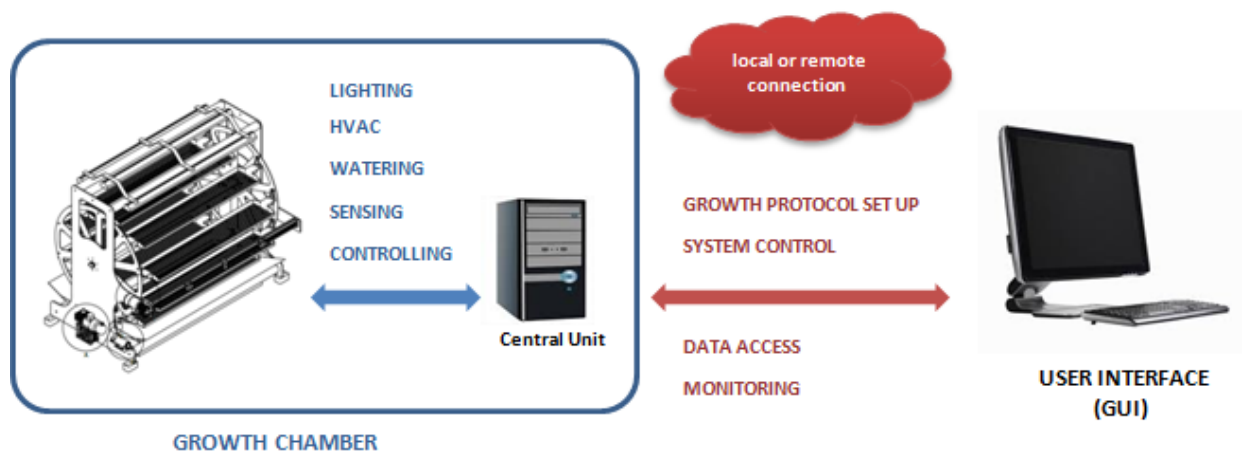 LIGHTING
HVAC
WATERING
SENSING
CONTROLLING
Central Unit
GROWTH CHAMBER
local or remote
connection
GROWTH PROTOCOL SET UP
SYSTEM CONTROL
DATA ACCESS
MONITORING
USER INTERFACE
(GUI)